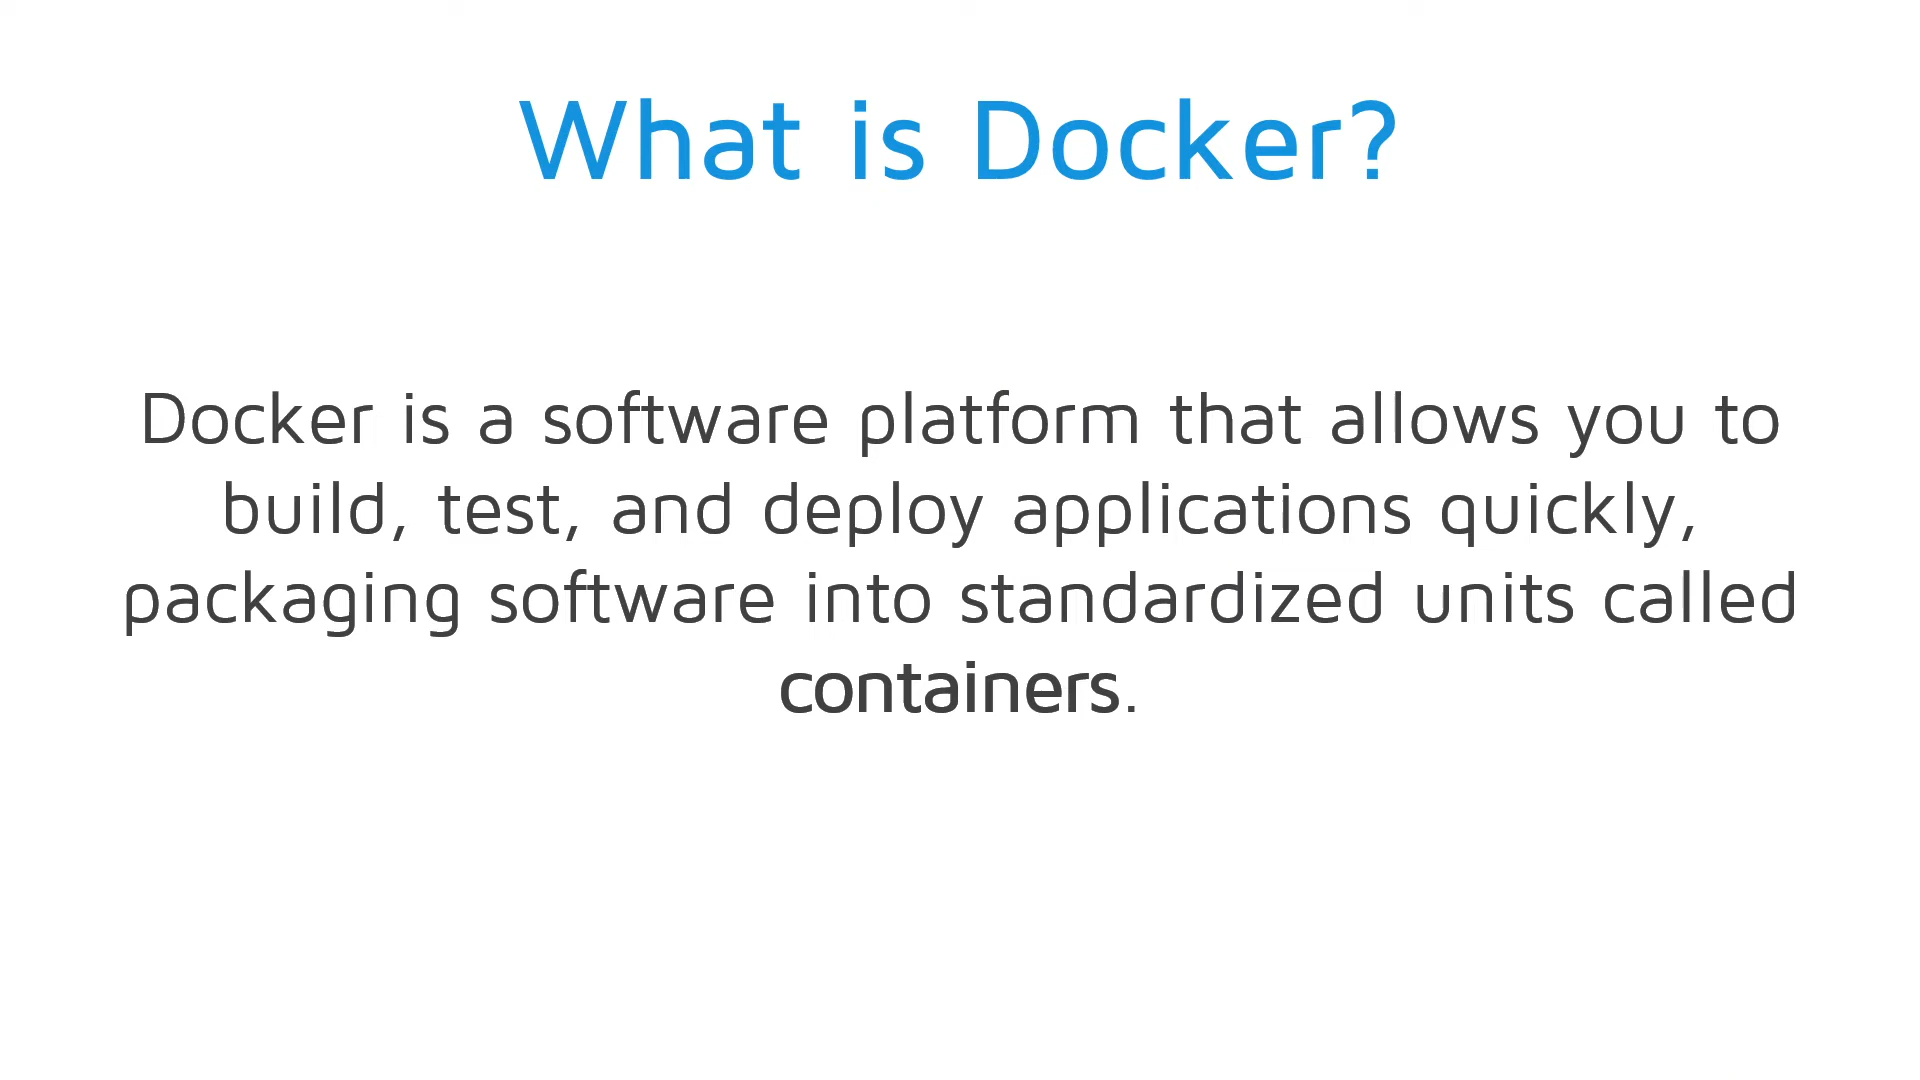 What is Docker?
Docker is a software platform that allows you to
build, test, and deploy applications quickly,
packaging software into standardized units called
containers.